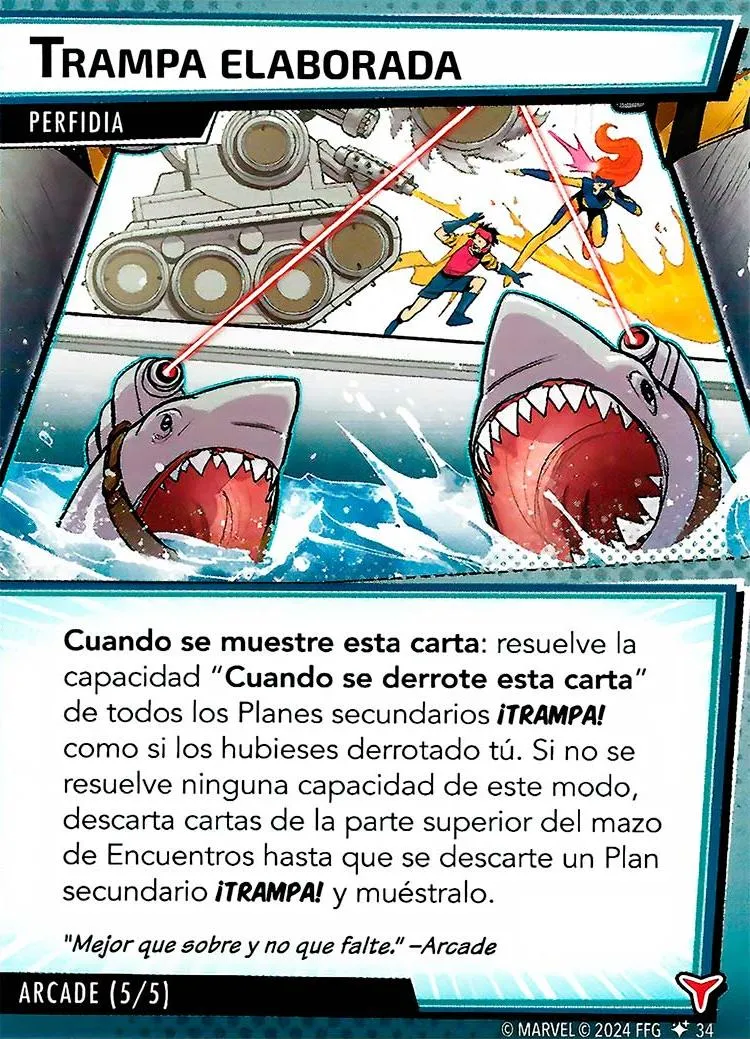 TRAMPA ELABORADA
PERFIDIA
Cuando se muestre esta carta: resuelve la
capacidad "Cuando se derrote esta carta"
de todos los Planes secundarios ¡TRAMPA!
como si los hubieses derrotado tú. Si no se
resuelve ninguna capacidad de este modo,
descarta cartas de la parte superior del mazo
de Encuentros hasta que se descarte un Plan
secundario ¡TRAMPA! y muéstralo.
"Mejor que sobre y no que falte." –Arcade
ARCADE (5/5)
© MARVEL © 2024 FFG 34